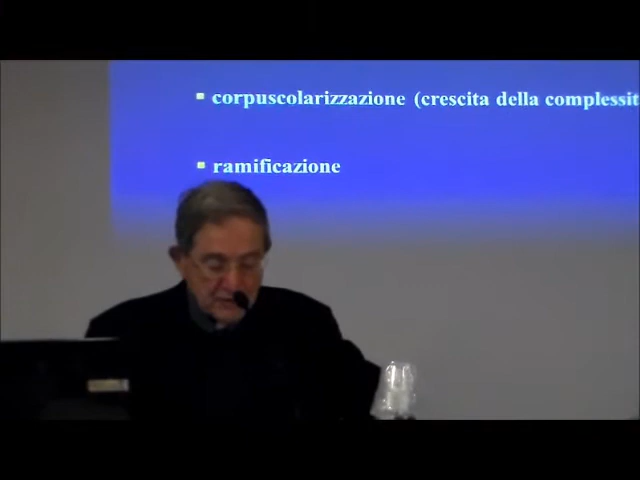 ▪ corpuscolarizzazione (crescita della complessit
▪ ramificazione